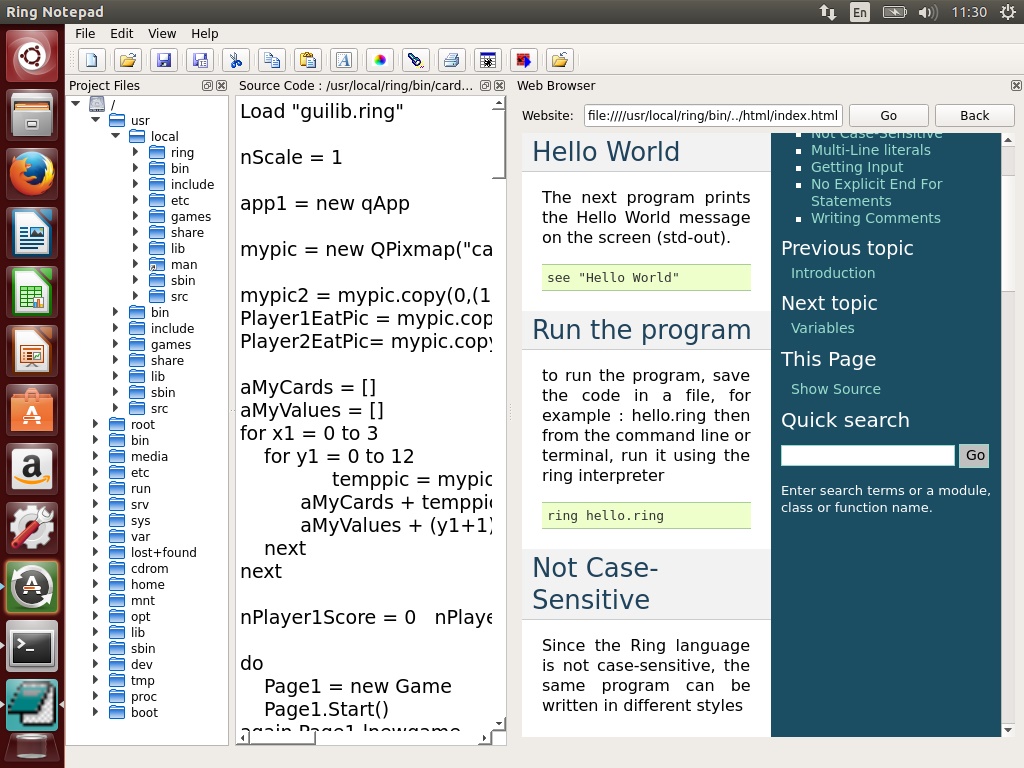 Ring Notepad
En
11:30
File Edit View Help
Project Files
/
usr
local
ring
bin
include
etc
games
share
lib
man
sbin
src
bin
include
games
share
lib
sbin
src
root
bin
media
etc
run
srv
sys
var
lost+found
cdrom
home
mnt
opt
lib
sbin
dev
tmp
proc
boot
Source Code : /usr/local/ring/bin/card...
Load "guilib.ring"
nScale = 1
app1 = new qApp
mypic = new QPixmap("ca
mypic2 = mypic.copy(0,(1
Player1EatPic = mypic.cop
Player2EatPic= mypic.copy
aMyCards = []
aMyValues = []
for x1 = 0 to 3
for y1 = 0 to 12
temppic = mypic
aMyCards + temppic
aMyValues + (y1+1)
next
next
nPlayer1Score = 0 nPlaye
do
Page1 = new Game
Page1.Start()
again Page1.lnewgame
Web Browser
Website: file:////usr/local/ring/bin/../html/index.html Go Back
Hello World
The next program prints
the Hello World message
on the screen (std-out).
see "Hello World"
Run the program
to run the program, save
the code in a file, for
example : hello.ring then
from the command line or
terminal, run it using the
ring interpreter
ring hello.ring
Not Case-
Sensitive
Since the Ring language
is not case-sensitive, the
same program can be
written in different styles
Not Case-Sensitive
Multi-Line literals
Getting Input
No Explicit End For
Statements
Writing Comments
Previous topic
Introduction
Next topic
Variables
This Page
Show Source
Quick search
Go
Enter search terms or a module,
class or function name.